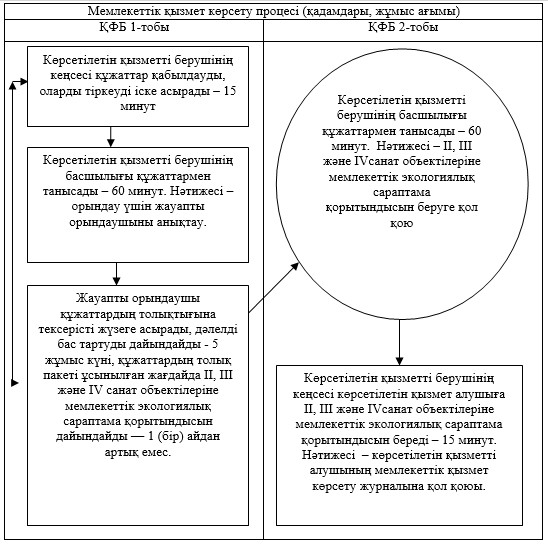 Мемлекеттік қызмет көрсету процесі (қадамдары, жұмыс ағымы)
ҚФБ 1-тобы
ҚФБ 2-тобы
Көрсетілетін қызметті берушінің
кеңсесі құжаттар қабылдауды,
оларды тіркеуді іске асырады – 15
минут
Көрсетілетін қызметті берушінің
басшылығы құжаттармен
танысады – 60 минут. Нәтижесі –
орындау үшін жауапты
орындаушыны анықтау.
Жауапты орындаушы
құжаттардың толықтығына
тексерісті жүзеге асырады, дәлелді
бас тартуды дайындайды - 5
жұмыс күні, құжаттардың толық
пакеті ұсынылған жағдайда II, III
және IV санат объектілеріне
мемлекеттік экологиялық
сараптама қорытындысын
дайындайды — 1 (бір) айдан
артық емес.
Көрсетілетін қызметті
берушінің басшылығы
құжаттармен танысады – 60
минут. Нәтижесі – II, III
және IVсанат объектілеріне
мемлекеттік экологиялық
сараптама
қорытындысын беруге қол
қою
Көрсетілетін қызметті берушінің
кеңсесі көрсетілетін қызмет алушыға
II, III және IVсанат объектілеріне
мемлекеттік экологиялық сараптама
қорытындысын береді – 15 минут.
Нәтижесі – көрсетілетін қызметті
алушының мемлекеттік қызмет
көрсету журналына қол қоюы.